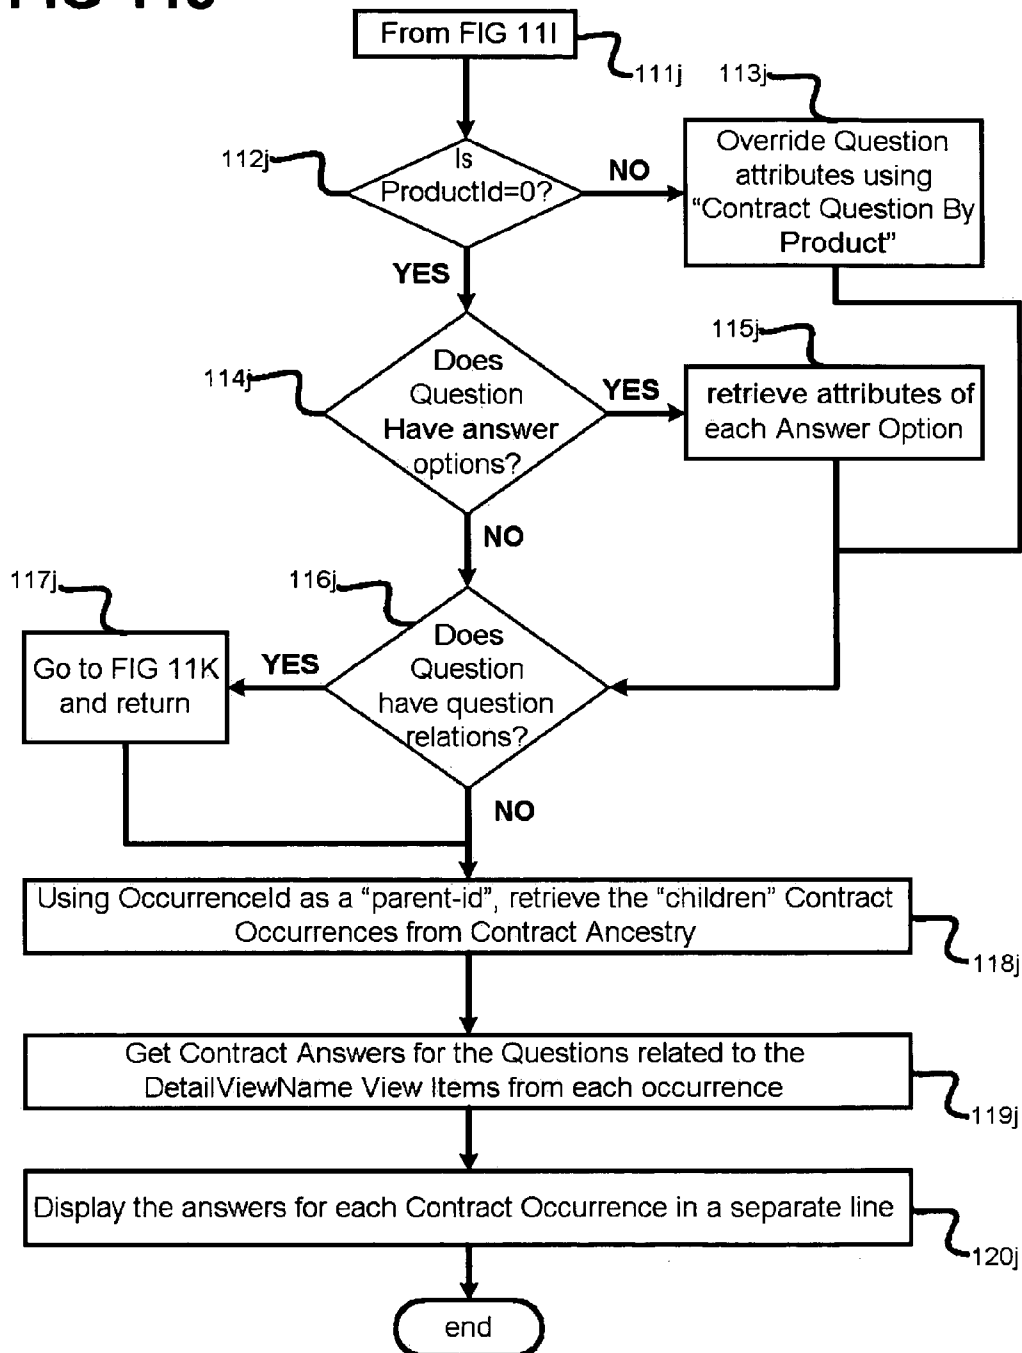 From FIG 11I
111j
113j
112j
Is
ProductId=0?
NO
Override Question
attributes using
“Contract Question By
Product”
YES
115j
114j
Does
Question
Have answer
options?
YES
retrieve attributes of
each Answer Option
NO
117j
116j
Go to FIG 11K
and return
YES
Does
Question
have question
relations?
NO
Using OccurrenceId as a “parent-id”, retrieve the “children” Contract
Occurrences from Contract Ancestry
118j
Get Contract Answers for the Questions related to the
DetailViewName View Items from each occurrence
119j
Display the answers for each Contract Occurrence in a separate line
120j
end